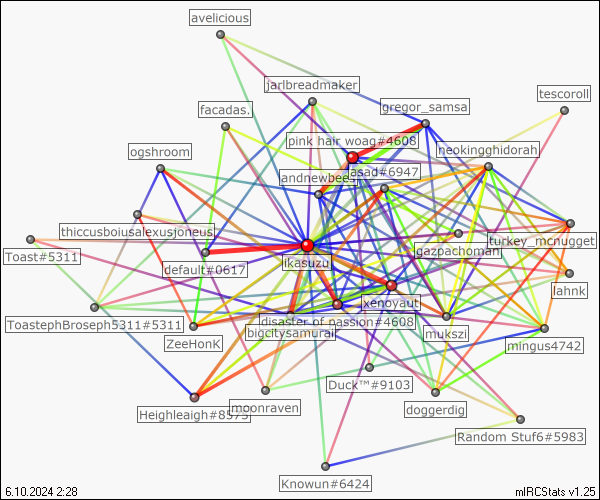 avelicious
jarlbreadmaker
tescoroll
gregor_samsa
facadas.
pink hair woag#4608
neokingghidorah
ogshroom
asad#6947
andnewbees
thiccusboiusalexusjoneus
turkey_mcnugget
Toast#5311
gazpachoman
ikasuzu
default#0617
lahnk
xenoyaut
ToastephBroseph5311#5311
disaster of passion#4608
bigcitysamurai
mukszi
ZeeHonK
mingus4742
Duck™#9103
Heighleaigh#8575
moonraven
doggerdig
Random Stuf6#5983
Knowun#6424
6.10.2024 2:28
mIRCStats v1.25